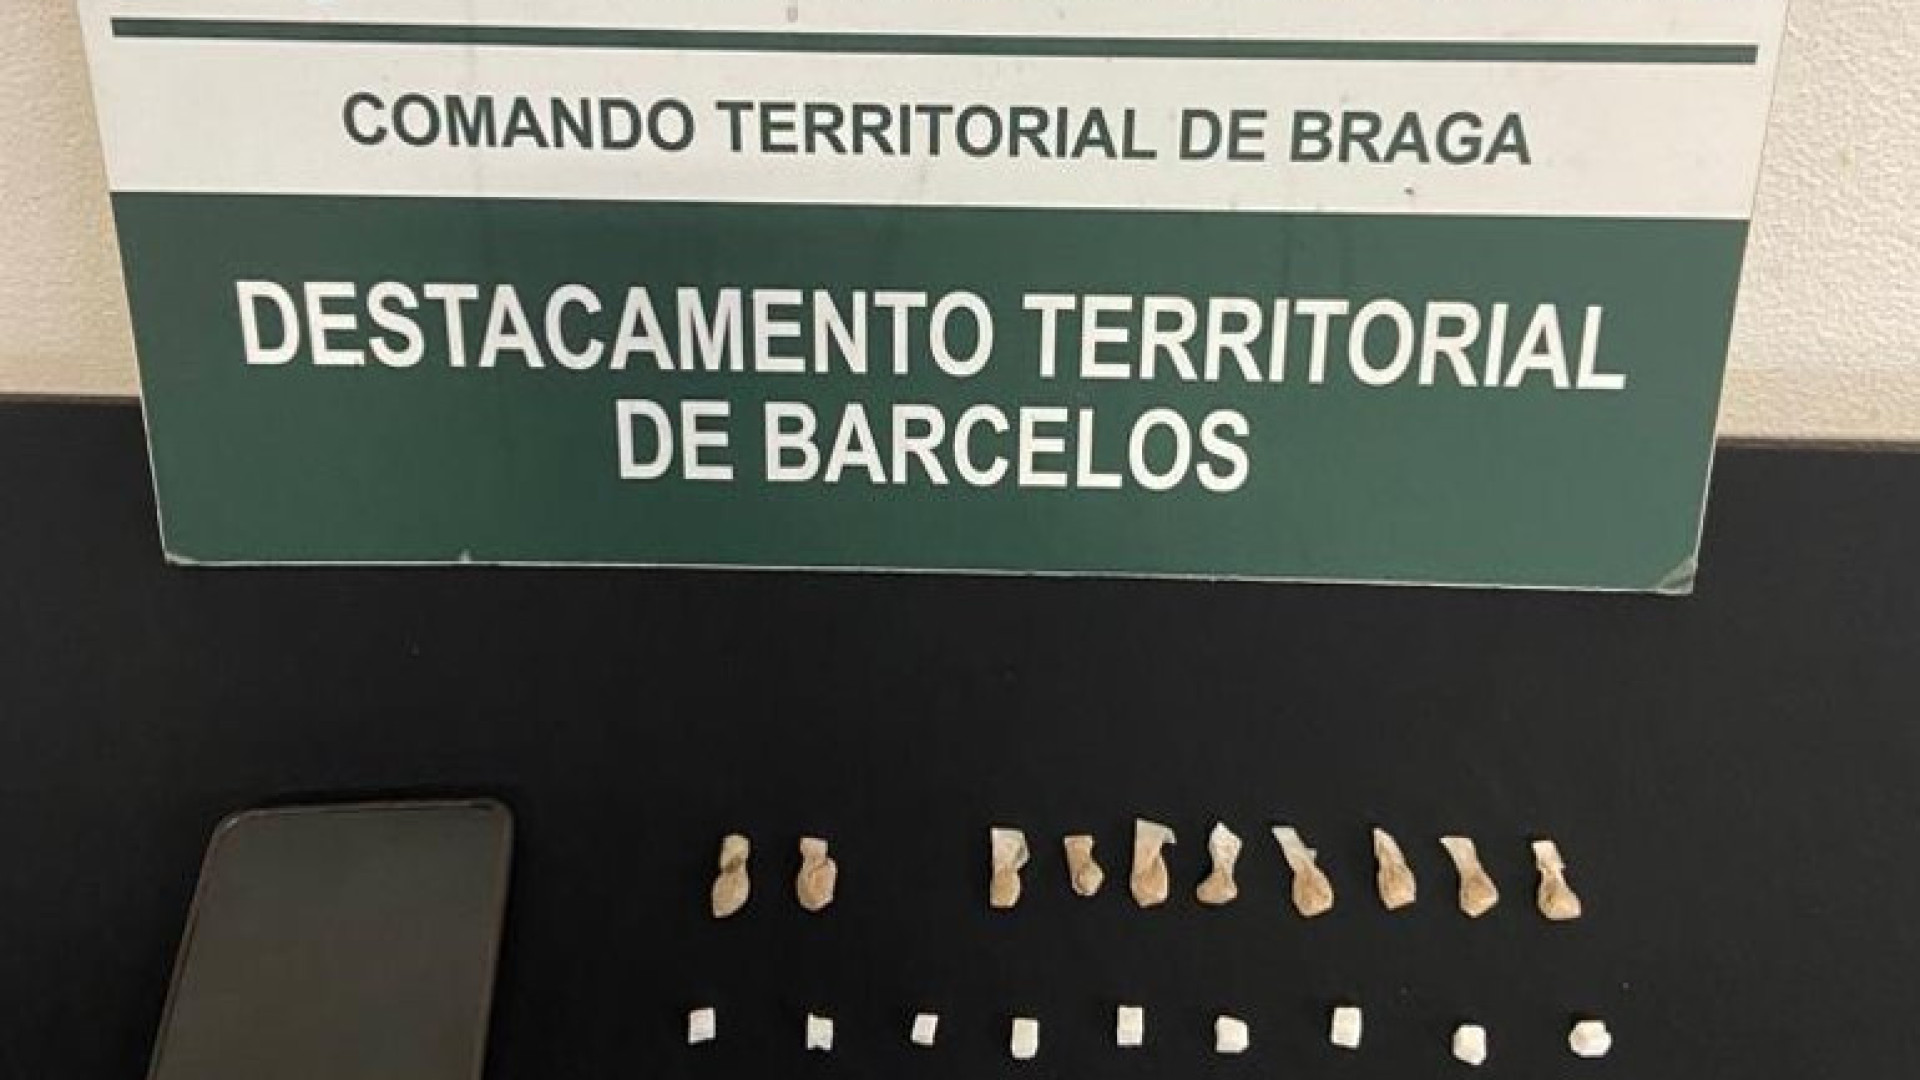 COMANDO TERRITORIAL DE BRAGA
DESTACAMENTO TERRITORIAL
DE BARCELOS